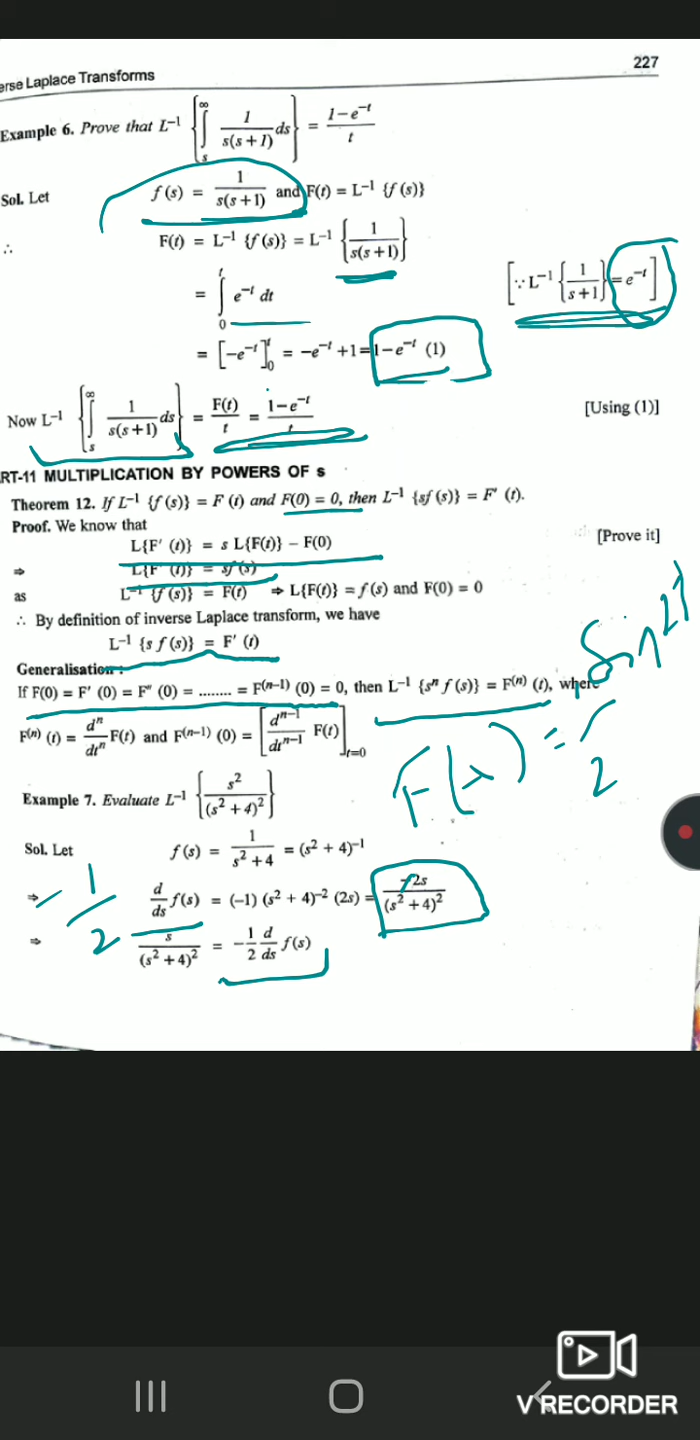 227
erse Laplace Transforms
Example 6. Prove that L⁻¹ {∫ₛ^∞ 1/(s(s+1)) ds} = (1−e⁻ᵗ)/t
Sol. Let f(s) = 1/(s(s+1)) and F(t) = L⁻¹ {f(s)}
∴ F(t) = L⁻¹ {f(s)} = L⁻¹ {1/(s(s+1))}
= ∫₀ᵗ e⁻ᵗ dt [∵ L⁻¹ {1/(s+1)} = e⁻ᵗ]
= [−e⁻ᵗ]₀ᵗ = −e⁻ᵗ +1= 1−e⁻ᵗ (1)
Now L⁻¹ {∫ₛ^∞ 1/(s(s+1)) ds} = F(t)/t = (1−e⁻ᵗ)/t [Using (1)]
RT-11 MULTIPLICATION BY POWERS OF s
Theorem 12. If L⁻¹ {f(s)} = F (t) and F(0) = 0, then L⁻¹ {sf(s)} = F′ (t).
Proof. We know that
L{F′ (t)} = s L{F(t)} − F(0) [Prove it]
⇒ L{F′ (t)} = sf(s)
as L⁻¹ {f(s)} = F(t) ⇒ L{F(t)} = f(s) and F(0) = 0
∴ By definition of inverse Laplace transform, we have
L⁻¹ {s f(s)} = F′ (t)
Generalisation :
If F(0) = F′ (0) = F″ (0) = ........ = F⁽ⁿ⁻¹⁾ (0) = 0, then L⁻¹ {sⁿ f(s)} = F⁽ⁿ⁾ (t), where
F⁽ⁿ⁾ (t) = dⁿ/dtⁿ F(t) and F⁽ⁿ⁻¹⁾ (0) = [dⁿ⁻¹/dtⁿ⁻¹ F(t)]ₜ₌₀
Example 7. Evaluate L⁻¹ {s²/(s²+4)²}
Sol. Let f(s) = 1/(s²+4) = (s² + 4)⁻¹
⇒ d/ds f(s) = (−1) (s² + 4)⁻² (2s) = −2s/(s²+4)²
⇒ s/(s²+4)² = −1/2 d/ds f(s)
−1/2
V RECORDER